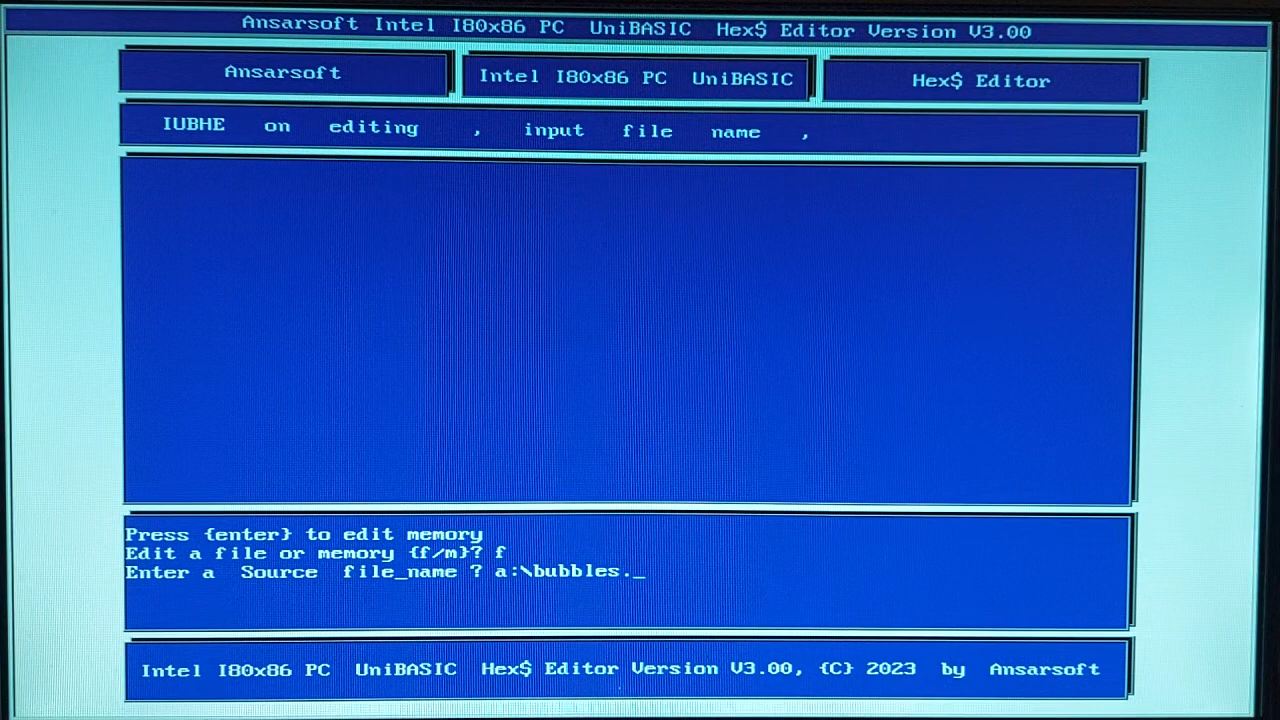 Ansarsoft Intel I80x86 PC UniBASIC Hex$ Editor Version V3.00
Ansarsoft
Intel I80x86 PC UniBASIC
Hex$ Editor
IUBHE on editing , input file name ,
Press {enter} to edit memory
Edit a file or memory {f/m}? f
Enter a Source file_name ? a:\bubbles._
Intel I80x86 PC UniBASIC Hex$ Editor Version V3.00, {C} 2023 by Ansarsoft